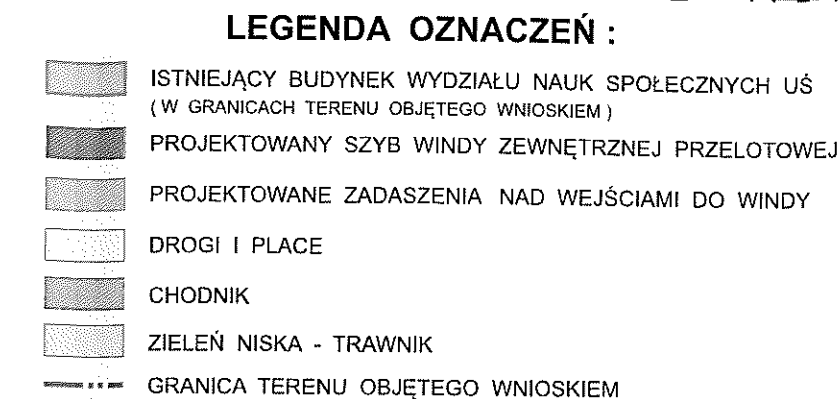 LEGENDA OZNACZEŃ :
ISTNIEJĄCY BUDYNEK WYDZIAŁU NAUK SPOŁECZNYCH UŚ
( W GRANICACH TERENU OBJĘTEGO WNIOSKIEM )
PROJEKTOWANY SZYB WINDY ZEWNĘTRZNEJ PRZELOTOWEJ
PROJEKTOWANE ZADASZENIA NAD WEJŚCIAMI DO WINDY
DROGI I PLACE
CHODNIK
ZIELEŃ NISKA - TRAWNIK
GRANICA TERENU OBJĘTEGO WNIOSKIEM